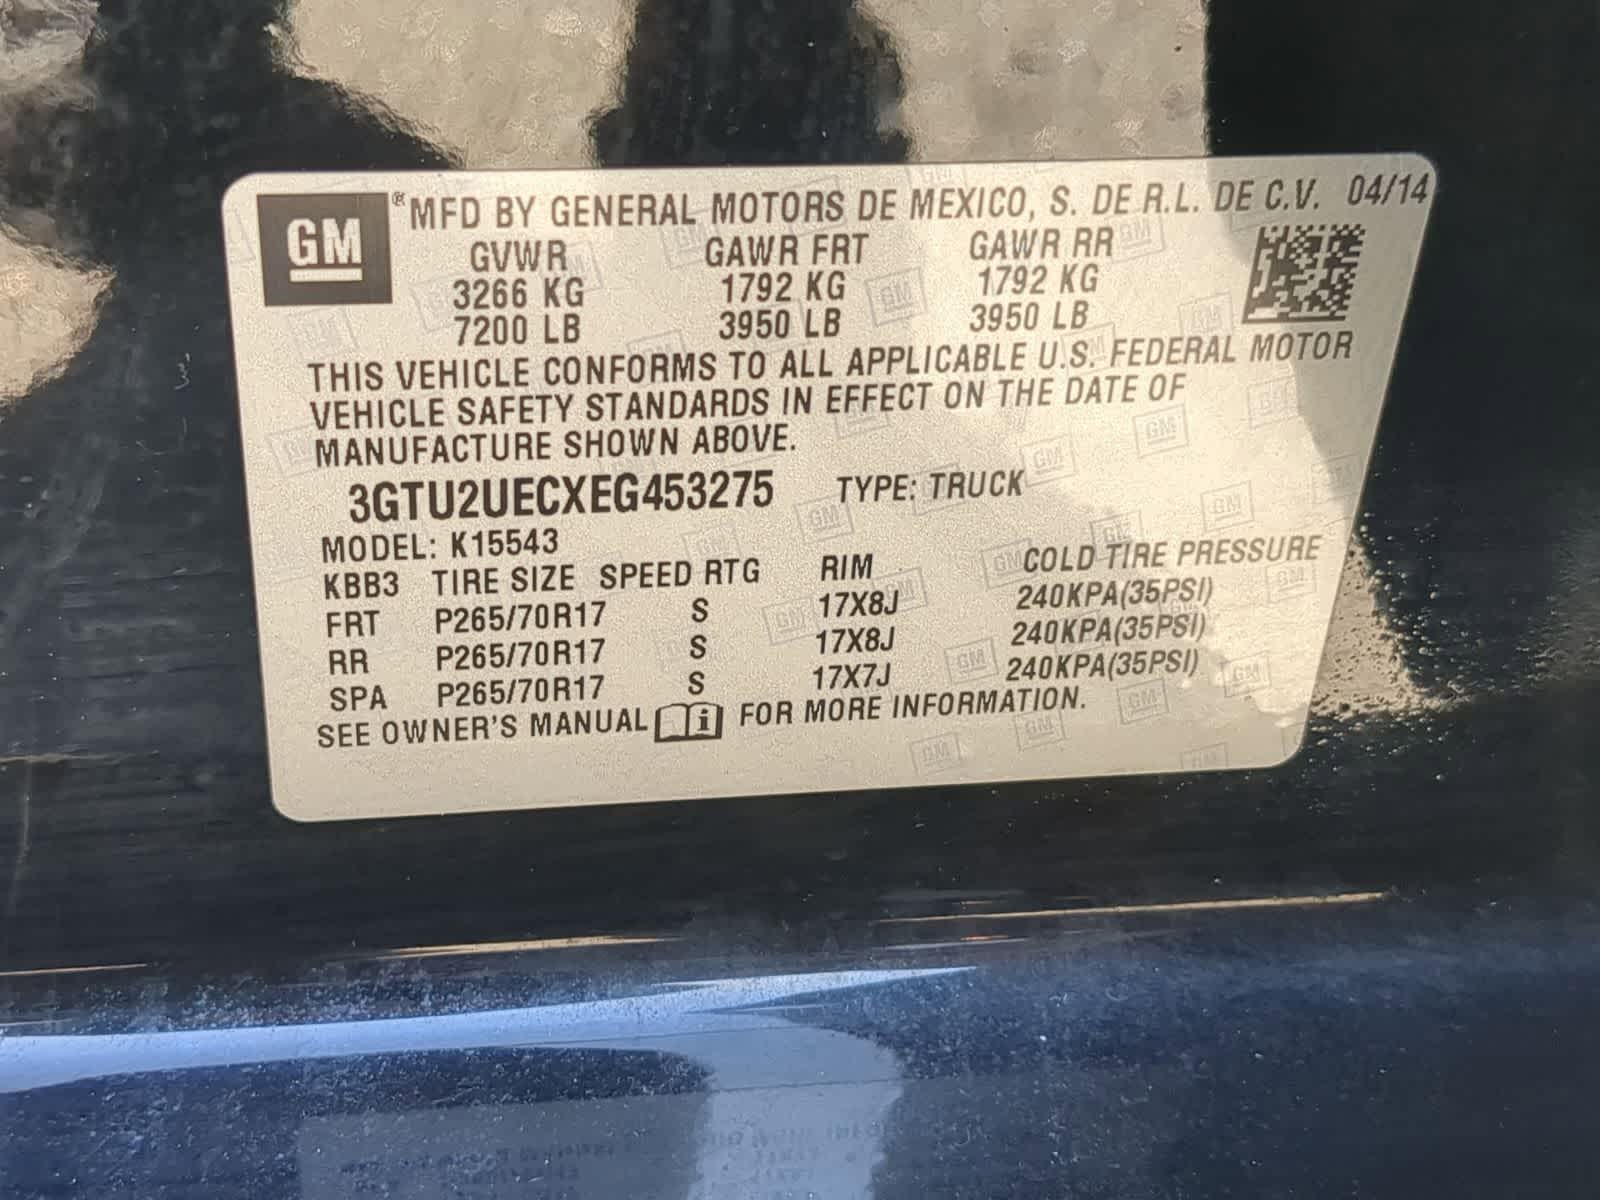 GM ® MFD BY GENERAL MOTORS DE MEXICO, S. DE R.L. DE C.V. 04/14
GVWR GAWR FRT GAWR RR
3266 KG 1792 KG 1792 KG
7200 LB 3950 LB 3950 LB
THIS VEHICLE CONFORMS TO ALL APPLICABLE U.S. FEDERAL MOTOR
VEHICLE SAFETY STANDARDS IN EFFECT ON THE DATE OF
MANUFACTURE SHOWN ABOVE.
3GTU2UECXEG453275 TYPE: TRUCK
MODEL: K15543
KBB3 TIRE SIZE SPEED RTG RIM COLD TIRE PRESSURE
FRT P265/70R17 S 17X8J 240KPA(35PSI)
RR P265/70R17 S 17X8J 240KPA(35PSI)
SPA P265/70R17 S 17X7J 240KPA(35PSI)
SEE OWNER'S MANUAL i FOR MORE INFORMATION.